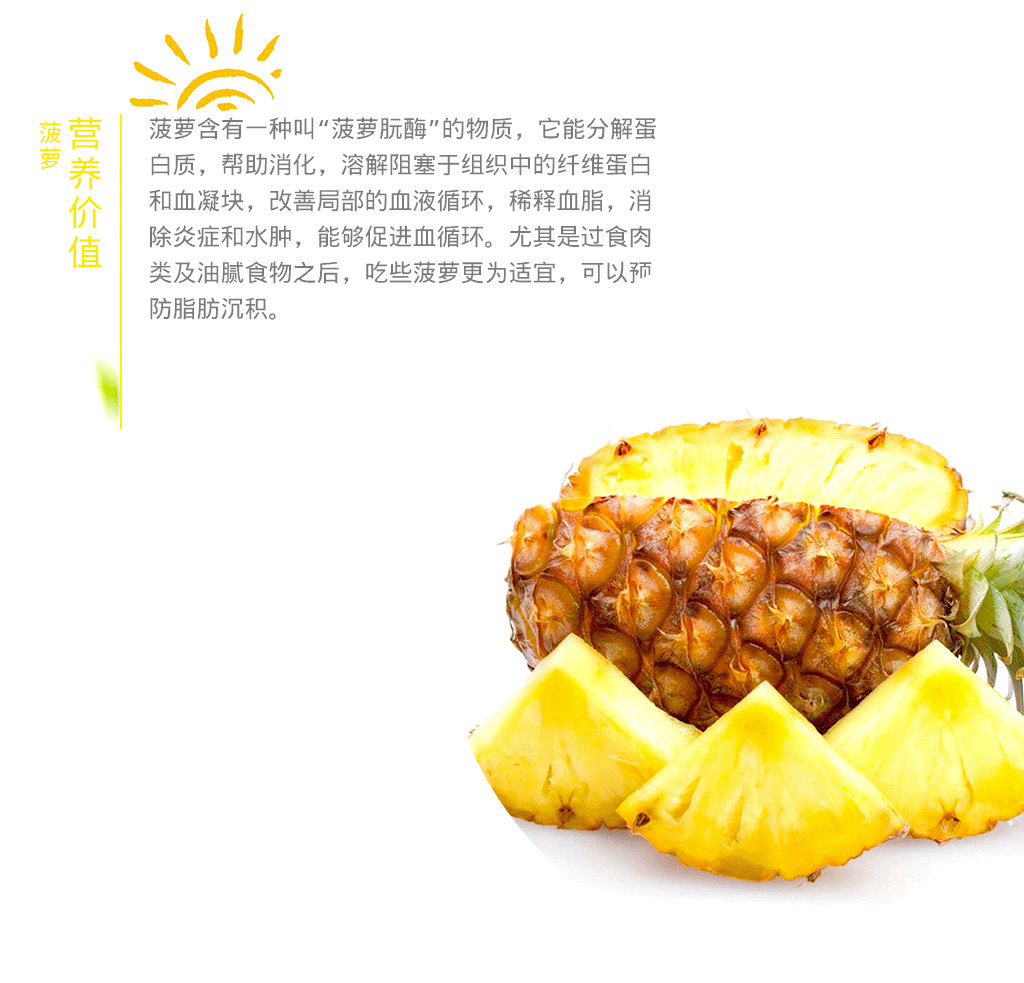 菠萝
营养价值
菠萝含有一种叫“菠萝朊酶”的物质，它能分解蛋
白质，帮助消化，溶解阻塞于组织中的纤维蛋白
和血凝块，改善局部的血液循环，稀释血脂，消
除炎症和水肿，能够促进血循环。尤其是过食肉
类及油腻食物之后，吃些菠萝更为适宜，可以预
防脂肪沉积。